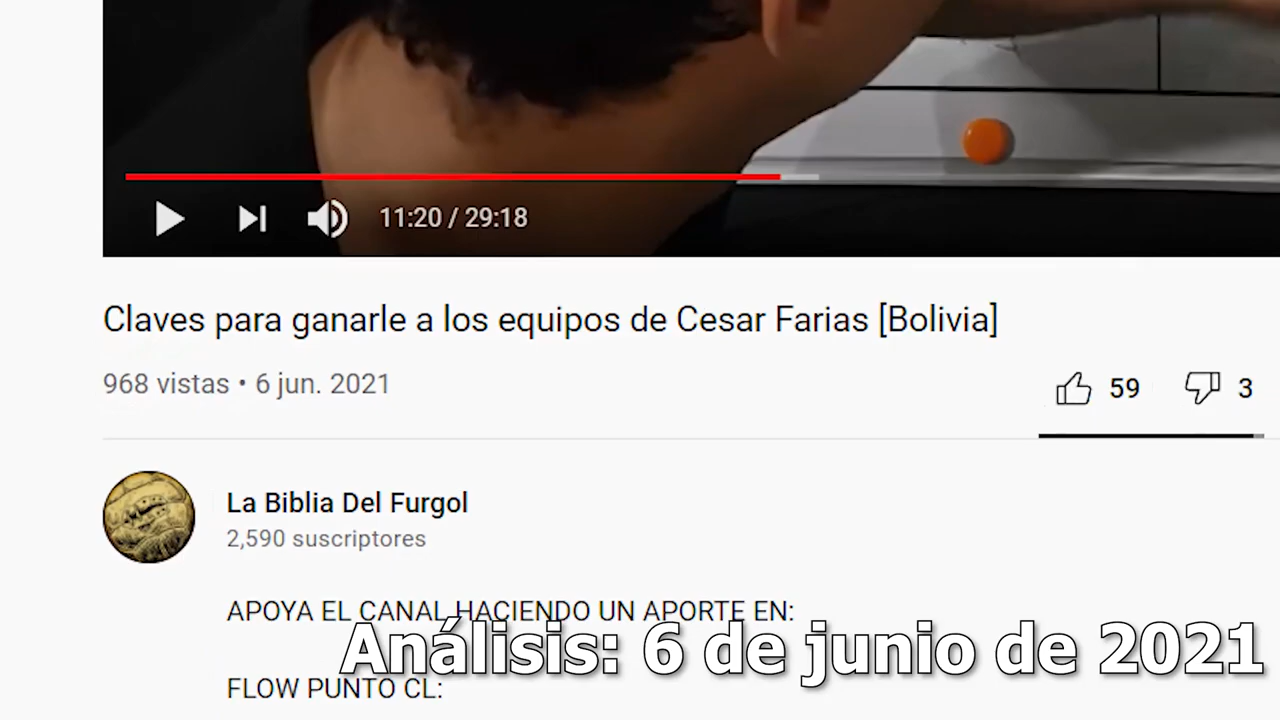 11:20 / 29:18
Claves para ganarle a los equipos de Cesar Farias [Bolivia]
968 vistas • 6 jun. 2021
59 3
La Biblia Del Furgol
2,590 suscriptores
APOYA EL CANAL HACIENDO UN APORTE EN:
Análisis: 6 de junio de 2021
FLOW PUNTO CL: